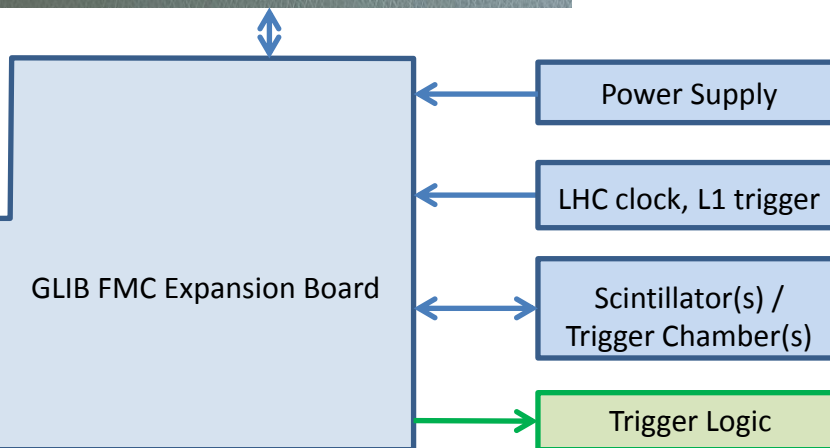 Power Supply
LHC clock, L1 trigger
GLIB FMC Expansion Board
Scintillator(s) /
Trigger Chamber(s)
Trigger Logic